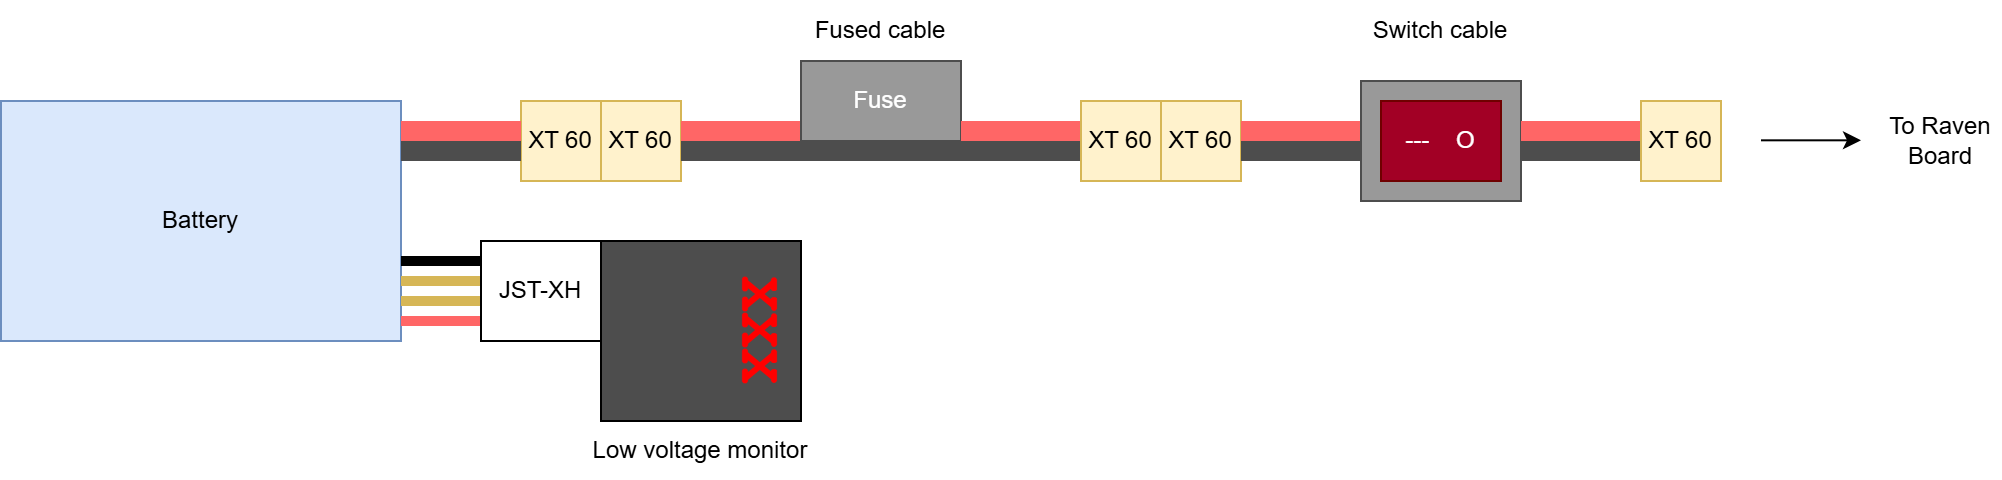 Fused cable
Switch cable
Fuse
XT 60 XT 60 XT 60 XT 60 --- O XT 60
To Raven
Board
Battery
JST-XH
XXX
Low voltage monitor